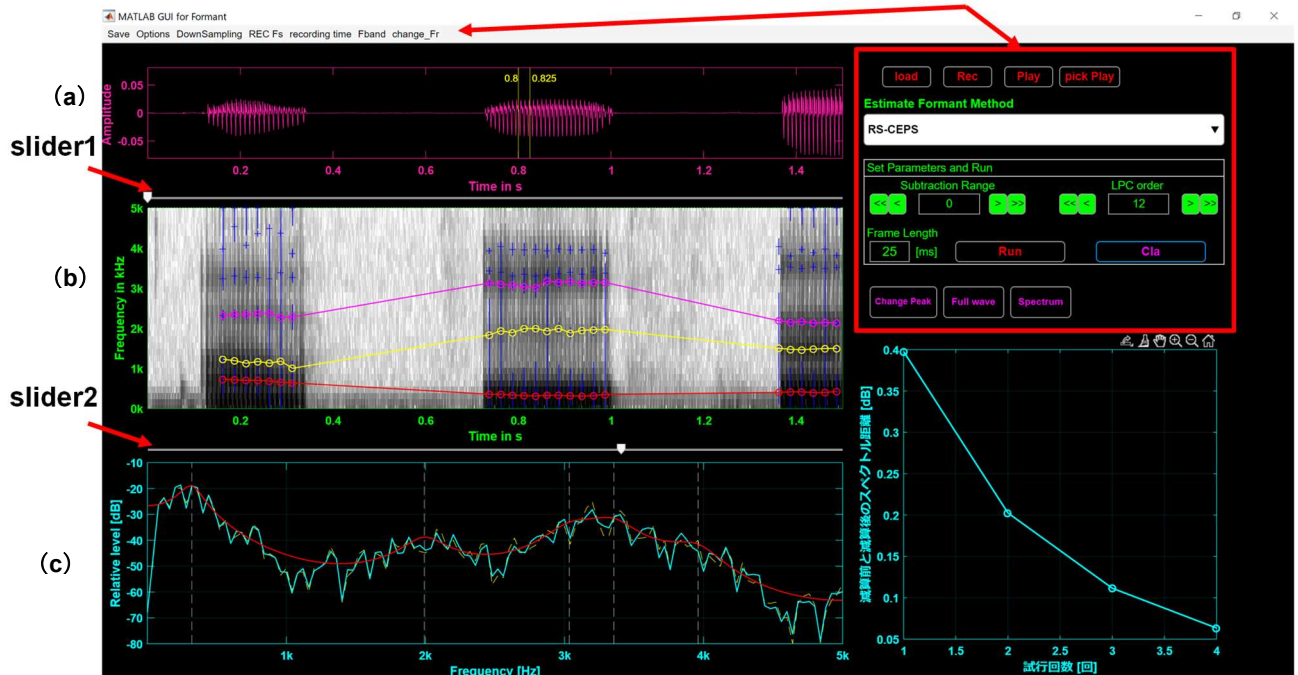 MATLAB GUI for Formant
Save Options DownSampling REC Fs recording time Fband change_Fr
(a)
Amplitude
0.05
0
-0.05
0.8 0.825
0.2 0.4 0.6 0.8 1 1.2 1.4
Time in s
slider1
(b)
Frequency in kHz
5k
4k
3k
2k
1k
0k
0.2 0.4 0.6 0.8 1 1.2 1.4
Time in s
slider2
(c)
Relative level [dB]
-10
-20
-30
-40
-50
-60
-70
-80
1k 2k 3k 4k 5k
Frequency [Hz]
load Rec Play pick Play
Estimate Formant Method
RS-CEPS
Set Parameters and Run
Subtraction Range LPC order
<< < 0 > >> << < 12 > >>
Frame Length
25 [ms] Run Cla
Change Peak Full wave Spectrum
減算前と減算後のスペクトル距離 [dB]
0.4
0.35
0.3
0.25
0.2
0.15
0.1
0.05
1 1.5 2 2.5 3 3.5 4
試行回数 [回]